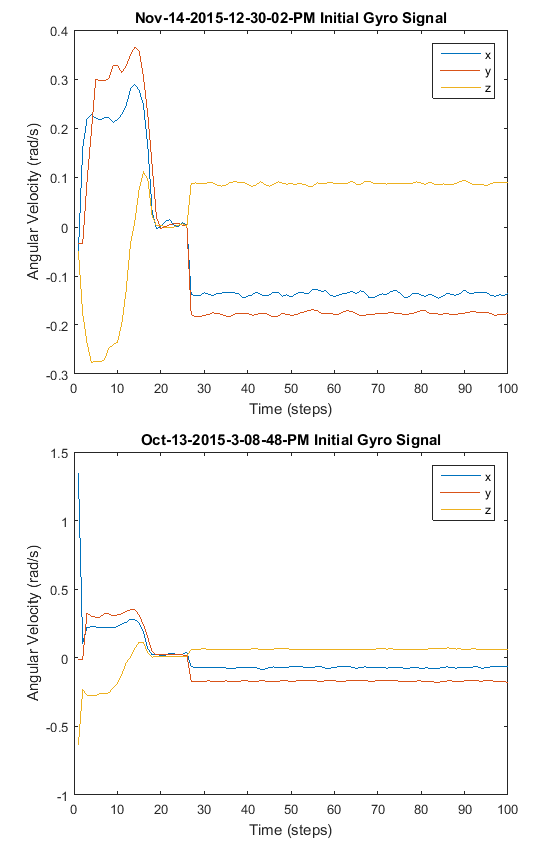 Nov-14-2015-12-30-02-PM Initial Gyro Signal
0.4
0.3
0.2
0.1
0
-0.1
-0.2
-0.3
Angular Velocity (rad/s)
x
y
z
0 10 20 30 40 50 60 70 80 90 100
Time (steps)
Oct-13-2015-3-08-48-PM Initial Gyro Signal
1.5
1
0.5
0
-0.5
-1
Angular Velocity (rad/s)
x
y
z
0 10 20 30 40 50 60 70 80 90 100
Time (steps)